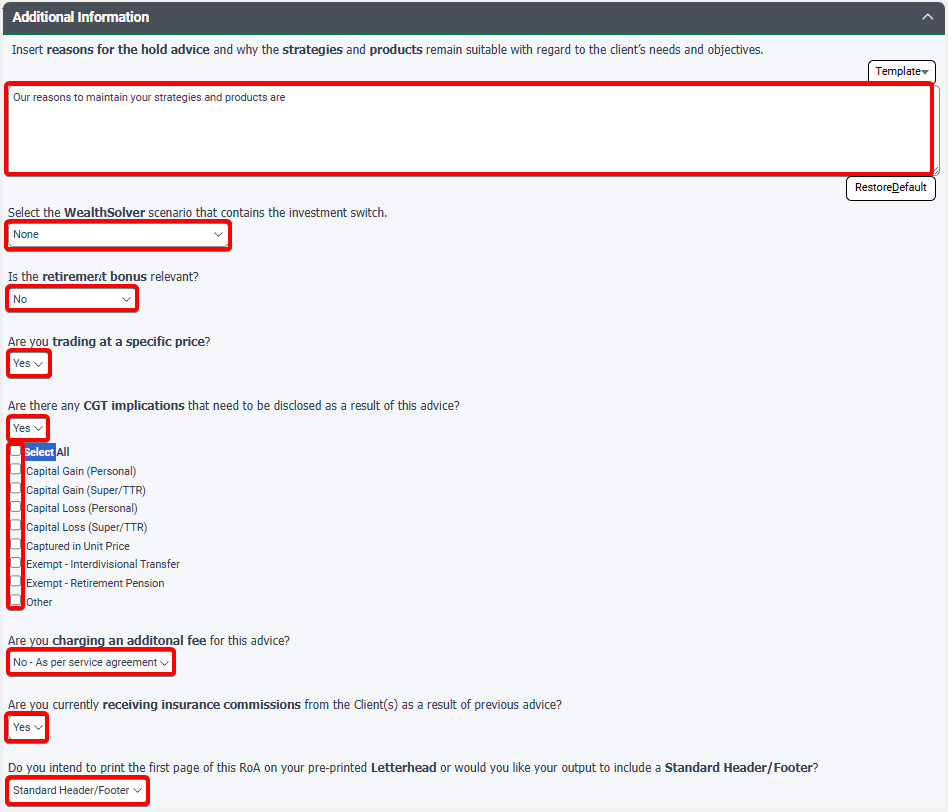 Additional Information
Insert reasons for the hold advice and why the strategies and products remain suitable with regard to the client's needs and objectives.
Template
Our reasons to maintain your strategies and products are
RestoreDefault
Select the WealthSolver scenario that contains the investment switch.
None
Is the retirement bonus relevant?
No
Are you trading at a specific price?
Yes
Are there any CGT implications that need to be disclosed as a result of this advice?
Yes
Select All
Capital Gain (Personal)
Capital Gain (Super/TTR)
Capital Loss (Personal)
Capital Loss (Super/TTR)
Captured in Unit Price
Exempt - Interdivisional Transfer
Exempt - Retirement Pension
Other
Are you charging an additonal fee for this advice?
No - As per service agreement
Are you currently receiving insurance commissions from the Client(s) as a result of previous advice?
Yes
Do you intend to print the first page of this RoA on your pre-printed Letterhead or would you like your output to include a Standard Header/Footer?
Standard Header/Footer